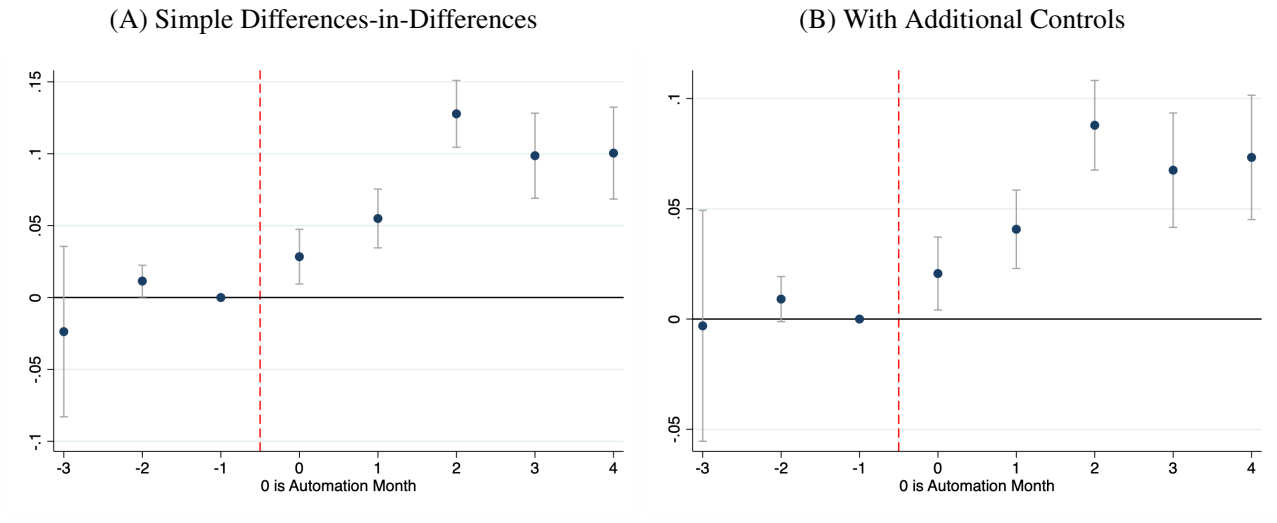 (A) Simple Differences-in-Differences
.15
.1
.05
0
-.05
-.1
-3 -2 -1 0 1 2 3 4
0 is Automation Month
(B) With Additional Controls
.1
.05
0
-.05
-3 -2 -1 0 1 2 3 4
0 is Automation Month